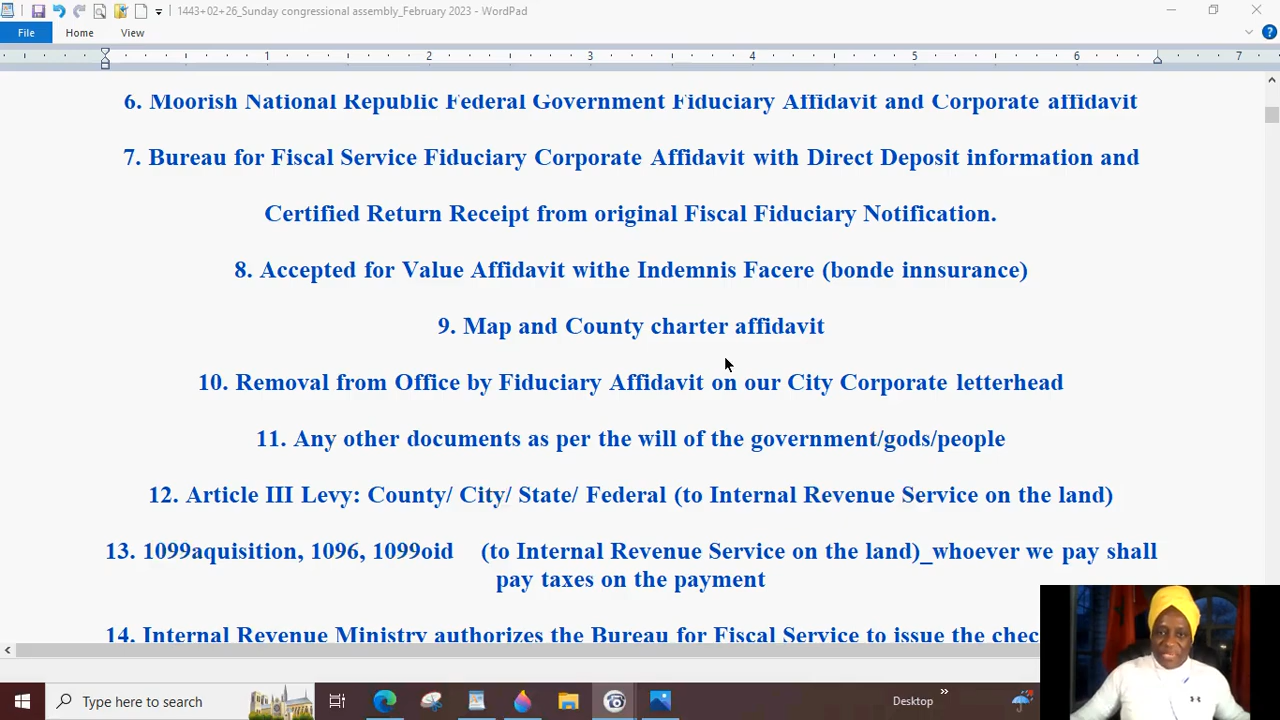 1443+02+26_Sunday congressional assembly_February 2023 - WordPad
File Home View
1 2 3 4 5 6 7
6. Moorish National Republic Federal Government Fiduciary Affidavit and Corporate affidavit
7. Bureau for Fiscal Service Fiduciary Corporate Affidavit with Direct Deposit information and
Certified Return Receipt from original Fiscal Fiduciary Notification.
8. Accepted for Value Affidavit withe Indemnis Facere (bonde innsurance)
9. Map and County charter affidavit
10. Removal from Office by Fiduciary Affidavit on our City Corporate letterhead
11. Any other documents as per the will of the government/gods/people
12. Article III Levy: County/ City/ State/ Federal (to Internal Revenue Service on the land)
13. 1099aquisition, 1096, 1099oid (to Internal Revenue Service on the land)_whoever we pay shall
pay taxes on the payment
14. Internal Revenue Ministry authorizes the Bureau for Fiscal Service to issue the chec
Type here to search
Desktop